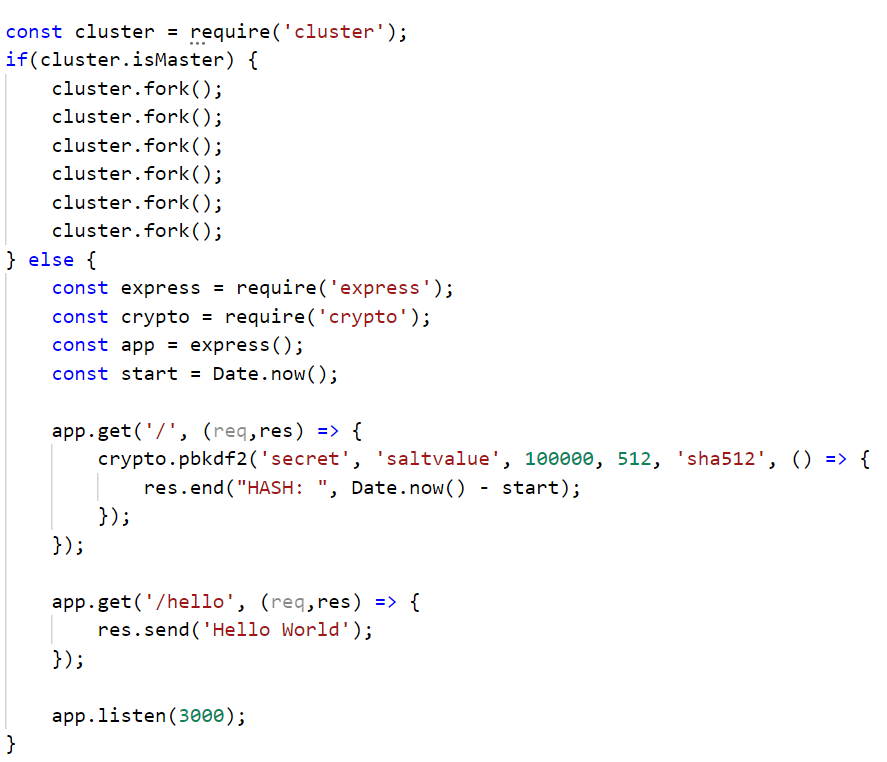 const cluster = require('cluster');
if(cluster.isMaster) {
    cluster.fork();
    cluster.fork();
    cluster.fork();
    cluster.fork();
    cluster.fork();
    cluster.fork();
} else {
    const express = require('express');
    const crypto = require('crypto');
    const app = express();
    const start = Date.now();

    app.get('/', (req,res) => {
        crypto.pbkdf2('secret', 'saltvalue', 100000, 512, 'sha512', () => {
            res.end("HASH: ", Date.now() - start);
        });
    });

    app.get('/hello', (req,res) => {
        res.send('Hello World');
    });

    app.listen(3000);
}